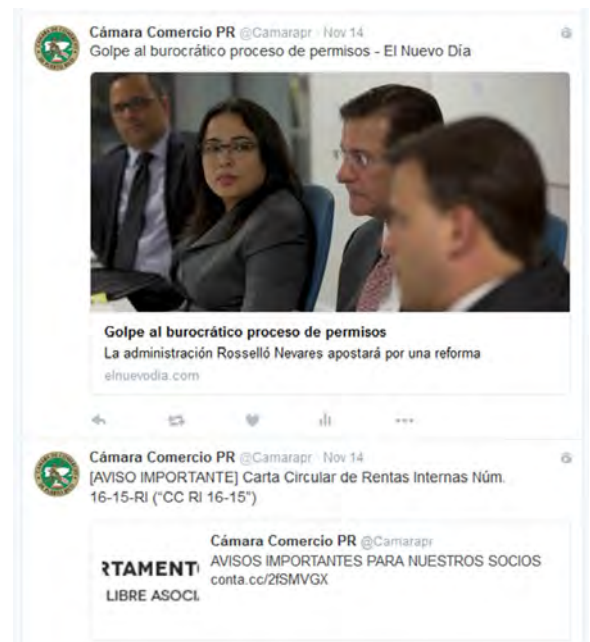 Cámara Comercio PR @Camarapr · Nov 14
Golpe al burocrático proceso de permisos - El Nuevo Día
Golpe al burocrático proceso de permisos
La administración Rosselló Nevares apostará por una reforma
elnuevodia.com
Cámara Comercio PR @Camarapr · Nov 14
[AVISO IMPORTANTE] Carta Circular de Rentas Internas Núm.
16-15-RI ("CC RI 16-15")
Cámara Comercio PR @Camarapr
AVISOS IMPORTANTES PARA NUESTROS SOCIOS
conta.cc/2fSMVGX
RTAMENT
LIBRE ASOCI